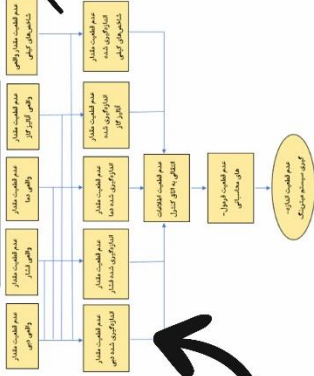 عدم قطعیت مقدار
واقعی دبی
عدم قطعیت مقدار
واقعی فشار
عدم قطعیت مقدار
واقعی دما
عدم قطعیت مقدار
واقعی آنالیز گاز
عدم قطعیت مقدار واقعی
شاخص‌های کیفی
عدم قطعیت مقدار
اندازه‌گیری شده دبی
عدم قطعیت مقدار
اندازه‌گیری شده فشار
عدم قطعیت مقدار
اندازه‌گیری شده دما
عدم قطعیت مقدار
اندازه‌گیری شده
آنالیز گاز
عدم قطعیت مقدار
اندازه‌گیری شده
شاخص‌های کیفی
عدم قطعیت اطلاعات
انتقالی به اتاق کنترل
عدم قطعیت فرمول-
های محاسباتی
عدم قطعیت اندازه-
گیری سیستم میترینگ